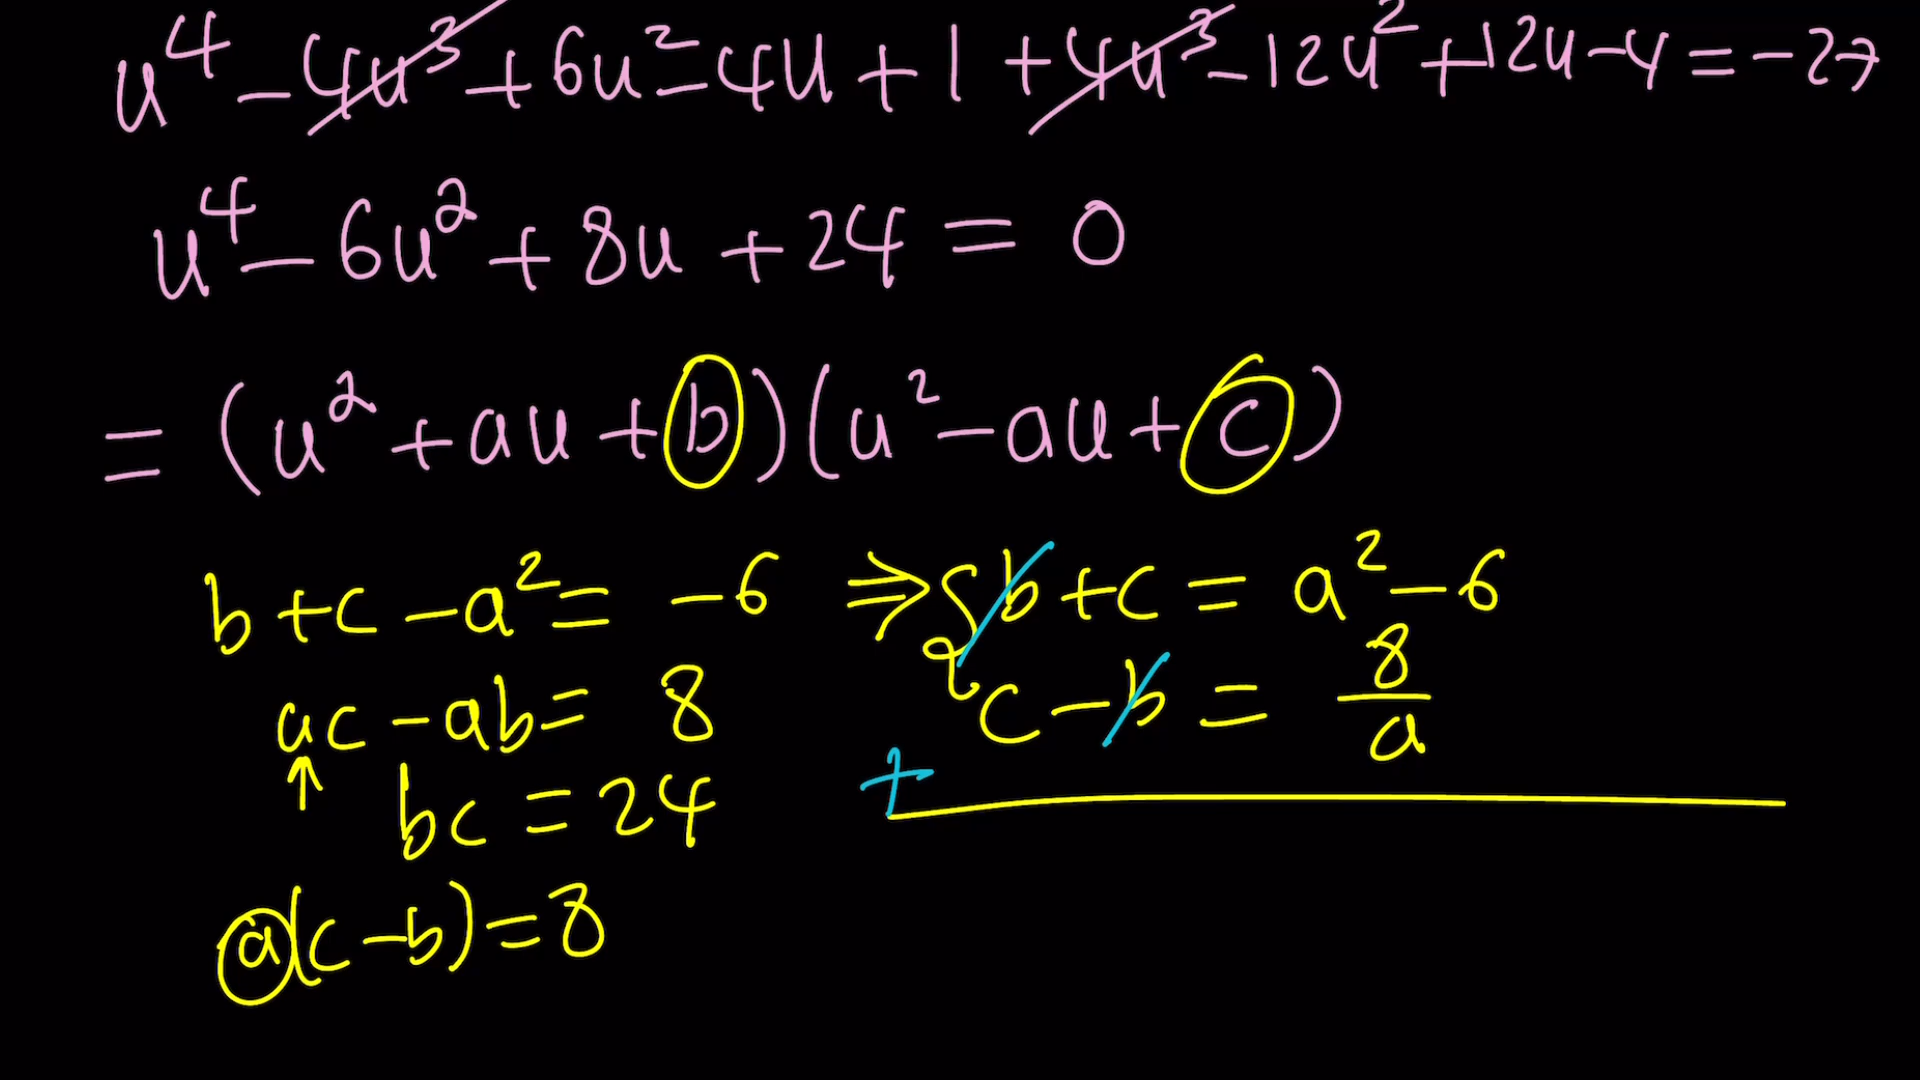 u⁴ - 4u³ + 6u² - 4u + 1 + 4u³ - 12u² + 12u - 4 = -27
u⁴ - 6u² + 8u + 24 = 0
= (u² + au + b)(u² - au + c)
b + c - a² = -6 ⇒ { b + c = a² - 6
ac - ab = 8
c - b = 8/a
↑
bc = 24
+
a(c - b) = 8